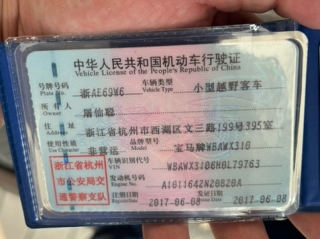 中华人民共和国机动车行驶证
Vehicle License of the People's Republic of China
号牌号码 浙AE69W6 车辆类型 小型越野客车
Plate No. Vehicle Type
所有人 屠仙聪
Owner
住址 浙江省杭州市西湖区文三路199号395室
Address
使用性质 非营运 品牌型号 宝马牌WBAWX310
Use Character Model
浙江省杭州市公安局交通警察支队
车辆识别代号 WBAWX3106H0L79763
VIN
发动机号码 A1011642N20B20A
Engine No.
注册日期 2017-06-08 发证日期 2017-06-08